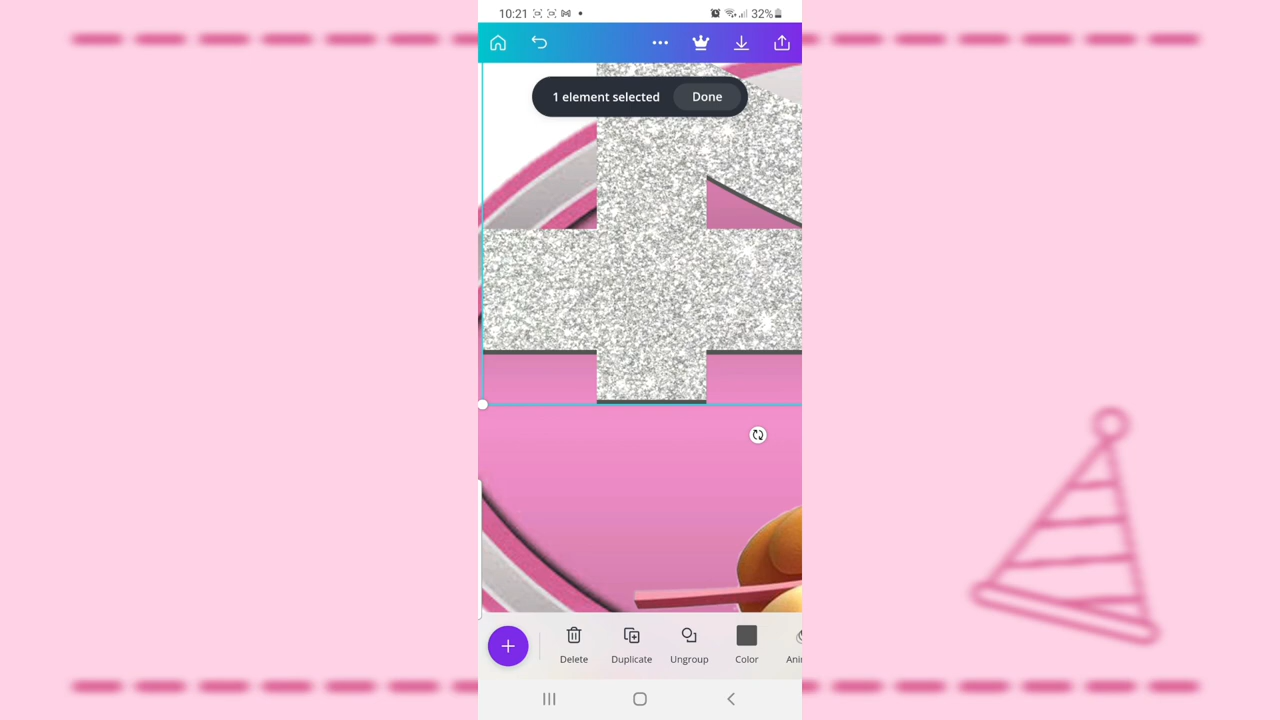 10:21
32%
1 element selected
Done
Delete
Duplicate
Ungroup
Color
Ani